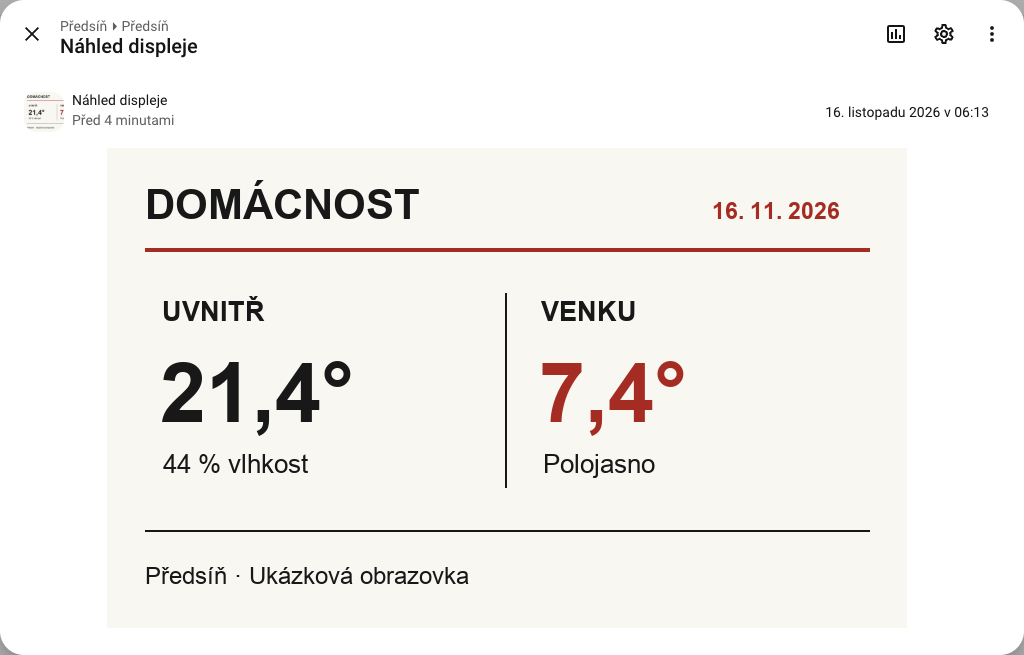 Předsíň ▸ Předsíň
Náhled displeje
Náhled displeje
Před 4 minutami
16. listopadu 2026 v 06:13
DOMÁCNOST
16. 11. 2026
UVNITŘ
VENKU
21,4°
7,4°
44 % vlhkost
Polojasno
Předsíň · Ukázková obrazovka